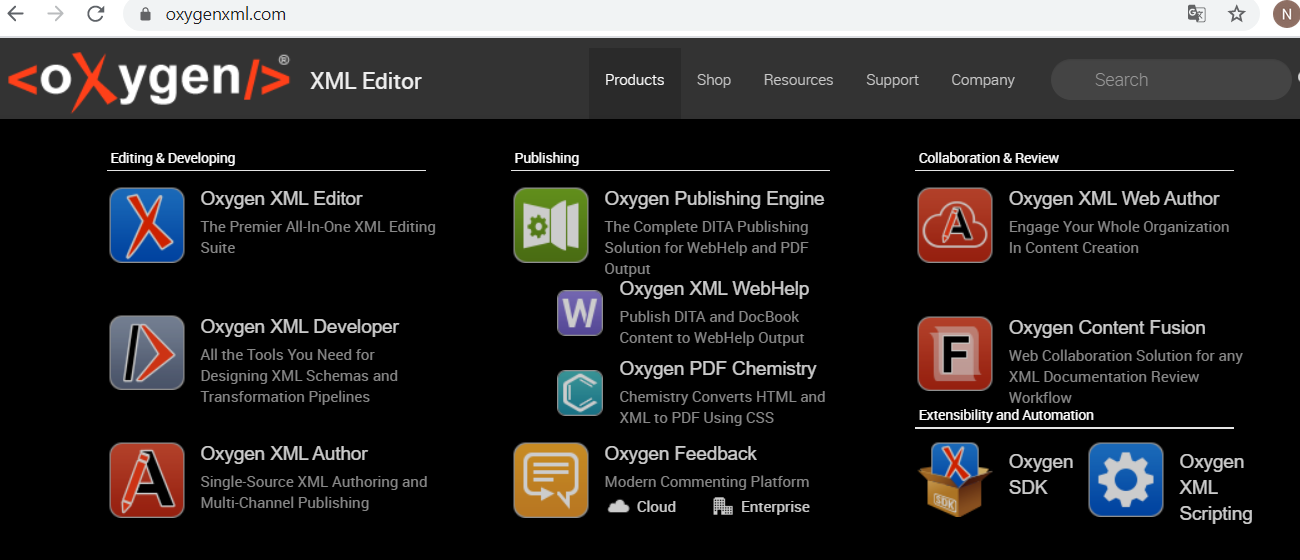 oxygenxml.com
N
<oXygen/>® XML Editor
Products Shop Resources Support Company Search
Editing & Developing
Oxygen XML Editor
The Premier All-In-One XML Editing
Suite
Oxygen XML Developer
All the Tools You Need for
Designing XML Schemas and
Transformation Pipelines
Oxygen XML Author
Single-Source XML Authoring and
Multi-Channel Publishing
Publishing
Oxygen Publishing Engine
The Complete DITA Publishing
Solution for WebHelp and PDF
Output
W
Oxygen XML WebHelp
Publish DITA and DocBook
Content to WebHelp Output
Oxygen PDF Chemistry
Chemistry Converts HTML and
XML to PDF Using CSS
Oxygen Feedback
Modern Commenting Platform
Cloud Enterprise
Collaboration & Review
Oxygen XML Web Author
Engage Your Whole Organization
In Content Creation
F
Oxygen Content Fusion
Web Collaboration Solution for any
XML Documentation Review
Workflow
Extensibility and Automation
SDK
Oxygen
SDK
Oxygen
XML
Scripting